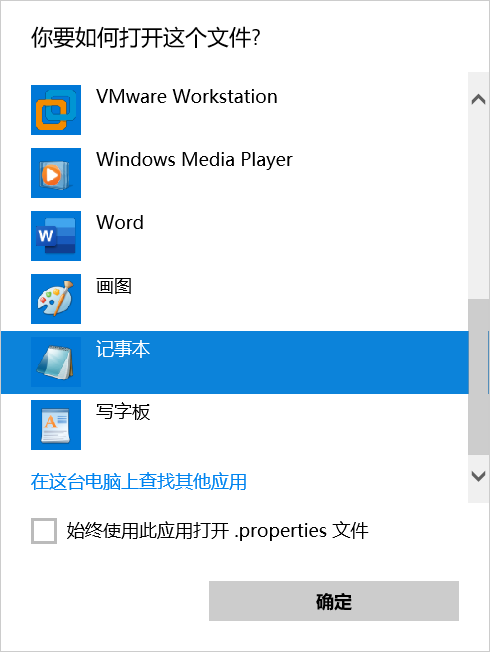 你要如何打开这个文件?
VMware Workstation
Windows Media Player
Word
画图
记事本
写字板
在这台电脑上查找其他应用
始终使用此应用打开 .properties 文件
确定